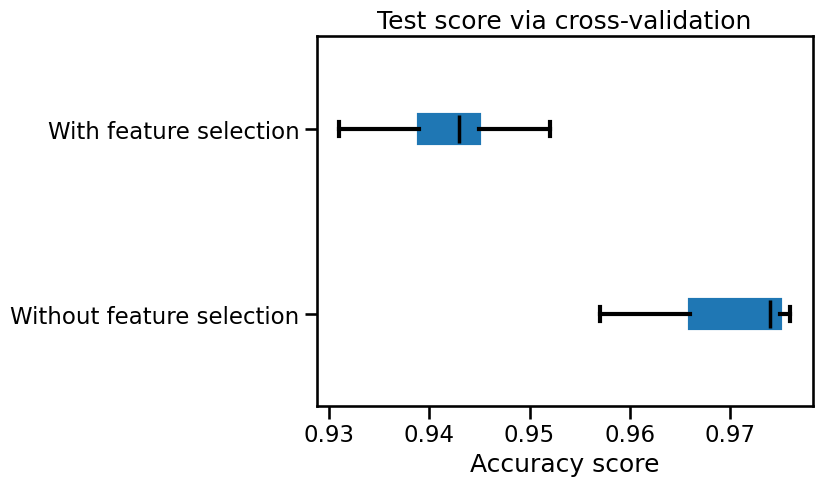 Test score via cross-validation
With feature selection
Without feature selection
0.93 0.94 0.95 0.96 0.97
Accuracy score